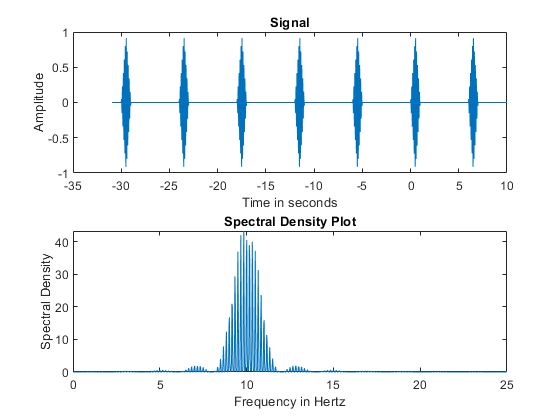 Signal
1
0.5
0
-0.5
-1
Amplitude
-35 -30 -25 -20 -15 -10 -5 0 5 10
Time in seconds
Spectral Density Plot
40
30
20
10
0
Spectral Density
0 5 10 15 20 25
Frequency in Hertz